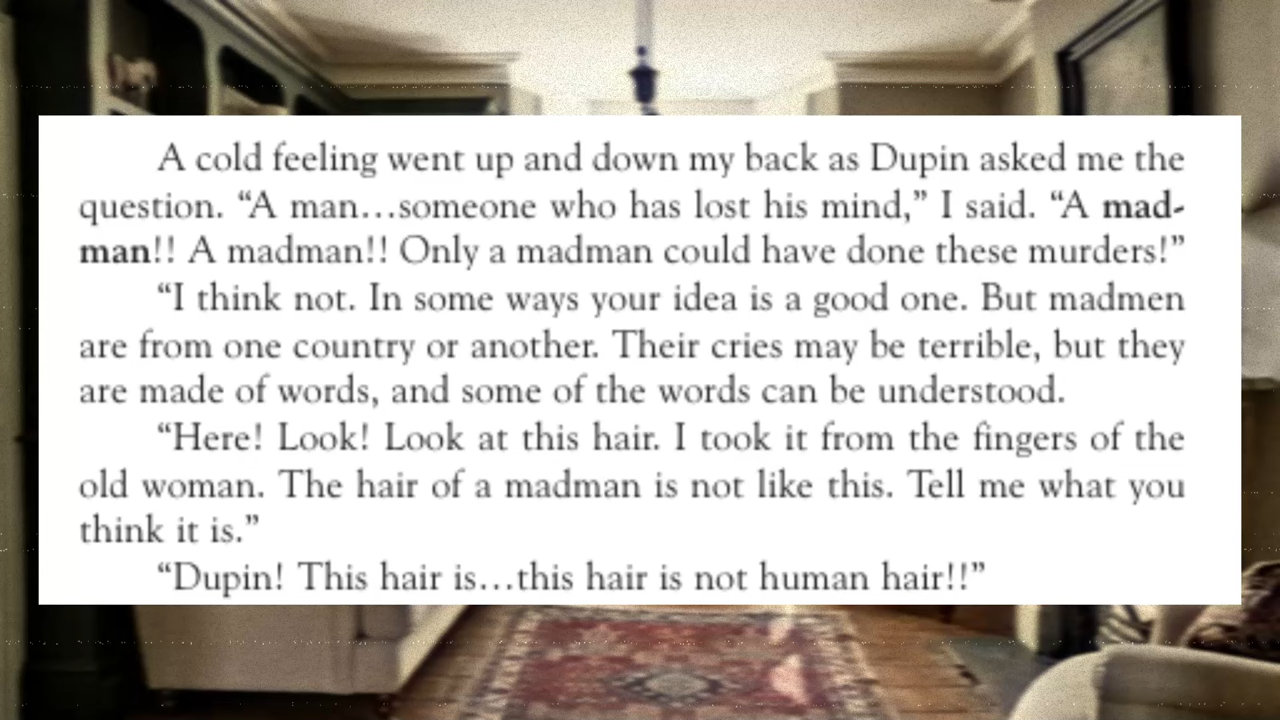 A cold feeling went up and down my back as Dupin asked me the
question. “A man…someone who has lost his mind,” I said. “A mad-
man!! A madman!! Only a madman could have done these murders!”
“I think not. In some ways your idea is a good one. But madmen
are from one country or another. Their cries may be terrible, but they
are made of words, and some of the words can be understood.
“Here! Look! Look at this hair. I took it from the fingers of the
old woman. The hair of a madman is not like this. Tell me what you
think it is.”
“Dupin! This hair is…this hair is not human hair!!”